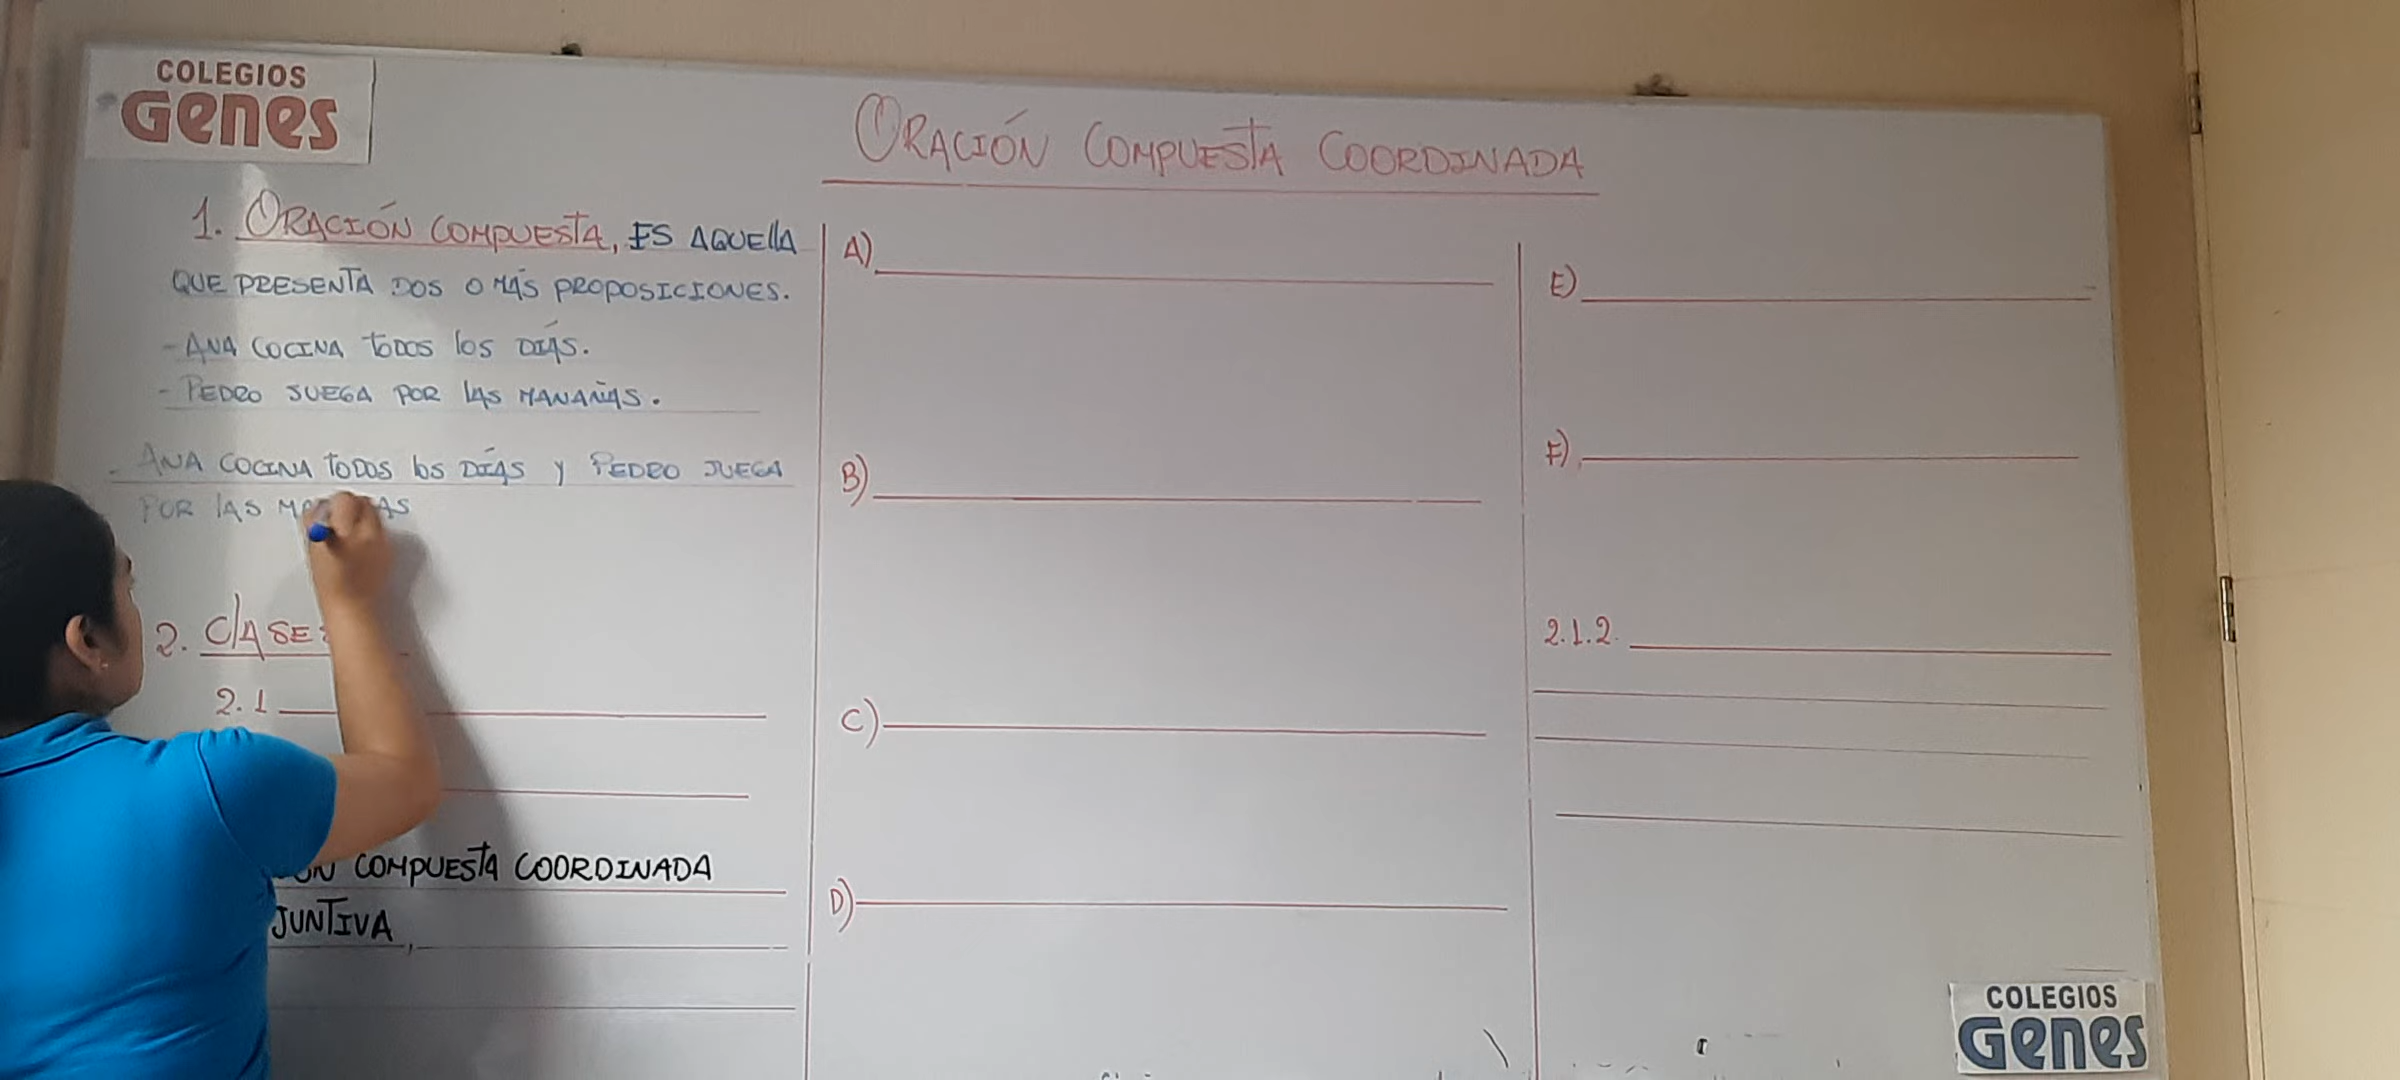 COLEGIOS
Genes
ORACIÓN COMPUESTA COORDINADA
1. ORACIÓN COMPUESTA, ES AQUELLA
QUE PRESENTA DOS O MÁS PROPOSICIONES.
- ANA COCINA TODOS LOS DÍAS.
- PEDRO JUEGA POR LAS MANAÑAS.
- ANA COCINA TODOS LOS DÍAS Y PEDRO JUEGA
POR LAS
2. CLASES
2.1
COMPUESTA COORDINADA
JUNTIVA,
A)
B)
C)
D)
E)
F)
2.1.2.
COLEGIOS
Genes